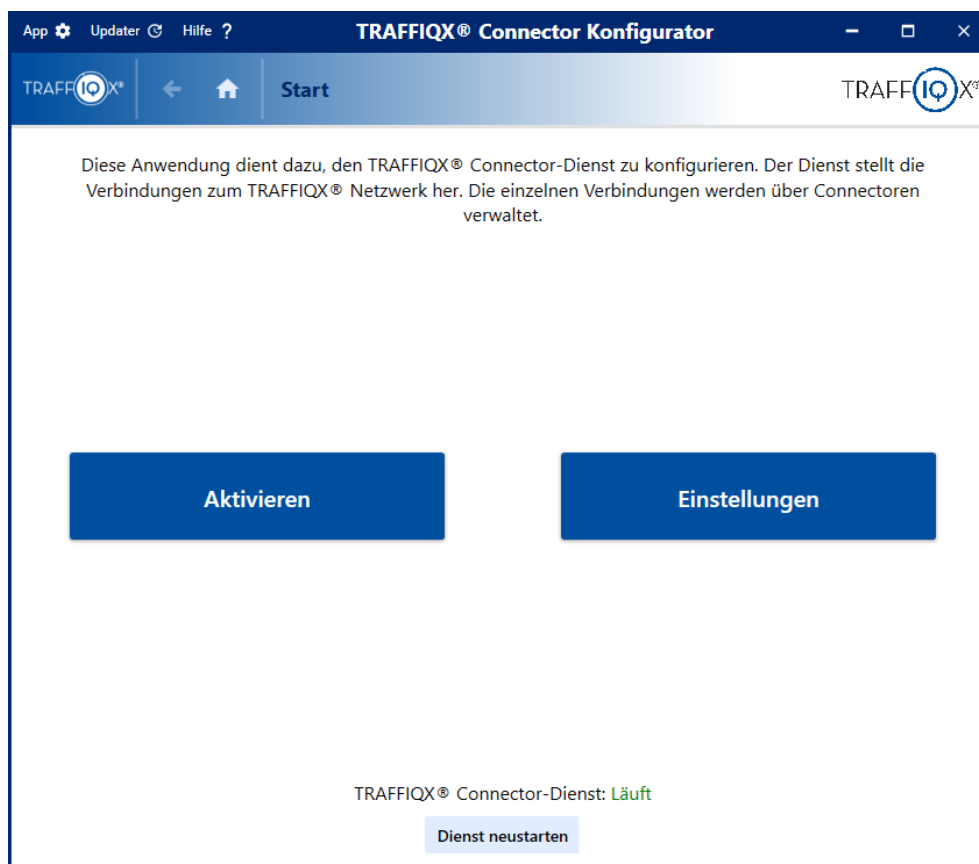 App Updater Hilfe ? TRAFFIQX® Connector Konfigurator
TRAFFIQX® Start TRAFFIQX®
Diese Anwendung dient dazu, den TRAFFIQX® Connector-Dienst zu konfigurieren. Der Dienst stellt die
Verbindungen zum TRAFFIQX® Netzwerk her. Die einzelnen Verbindungen werden über Connectoren
verwaltet.
Aktivieren Einstellungen
TRAFFIQX® Connector-Dienst: Läuft
Dienst neustarten